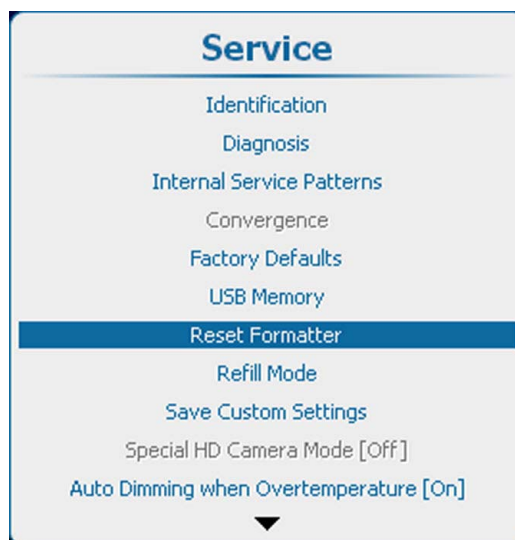 Service
Identification
Diagnosis
Internal Service Patterns
Convergence
Factory Defaults
USB Memory
Reset Formatter
Refill Mode
Save Custom Settings
Special HD Camera Mode [Off]
Auto Dimming when Overtemperature [On]